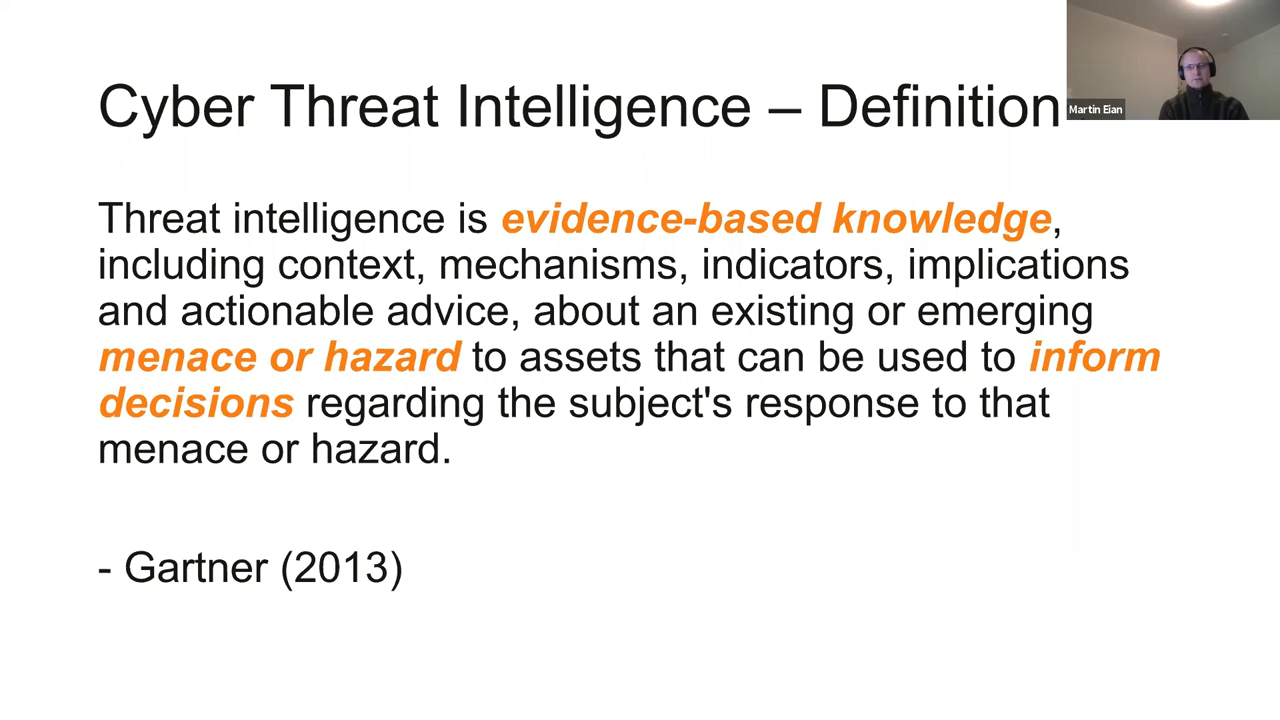 Cyber Threat Intelligence – Definition
Martin Eian
Threat intelligence is evidence-based knowledge,
including context, mechanisms, indicators, implications
and actionable advice, about an existing or emerging
menace or hazard to assets that can be used to inform
decisions regarding the subject's response to that
menace or hazard.
- Gartner (2013)